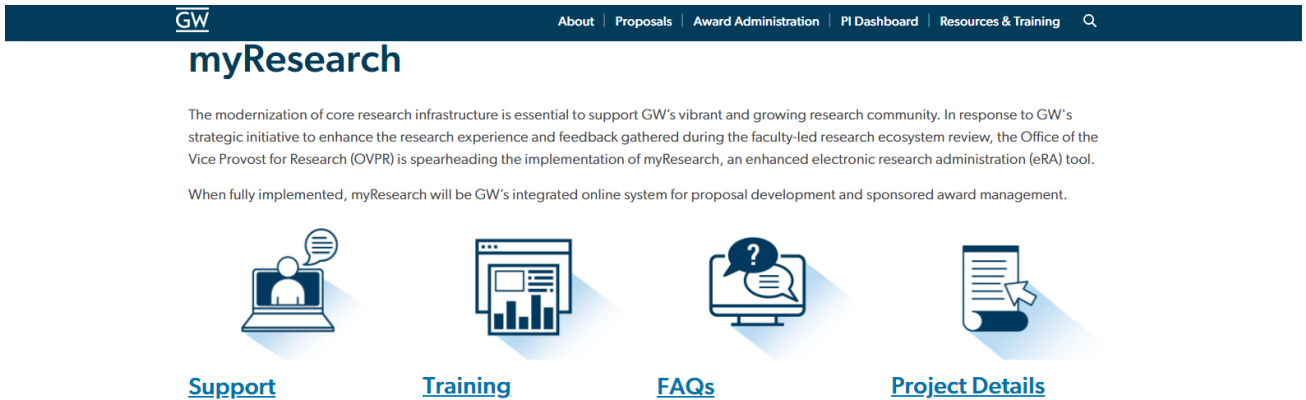 GW
About | Proposals | Award Administration | PI Dashboard | Resources & Training
myResearch
The modernization of core research infrastructure is essential to support GW's vibrant and growing research community. In response to GW's
strategic initiative to enhance the research experience and feedback gathered during the faculty-led research ecosystem review, the Office of the
Vice Provost for Research (OVPR) is spearheading the implementation of myResearch, an enhanced electronic research administration (eRA) tool.
When fully implemented, myResearch will be GW's integrated online system for proposal development and sponsored award management.
?
Support
Training
FAQs
Project Details